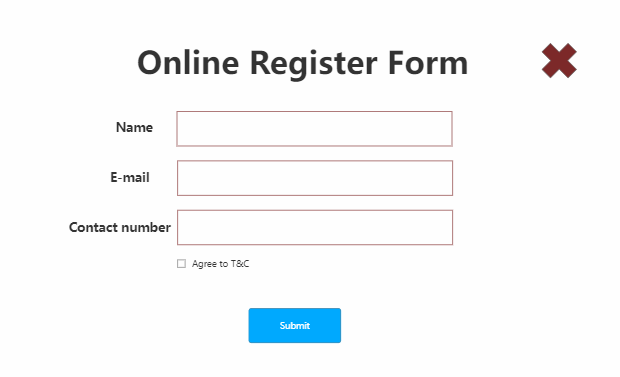 Online Register Form
Name
E-mail
Contact number
Agree to T&C
Submit